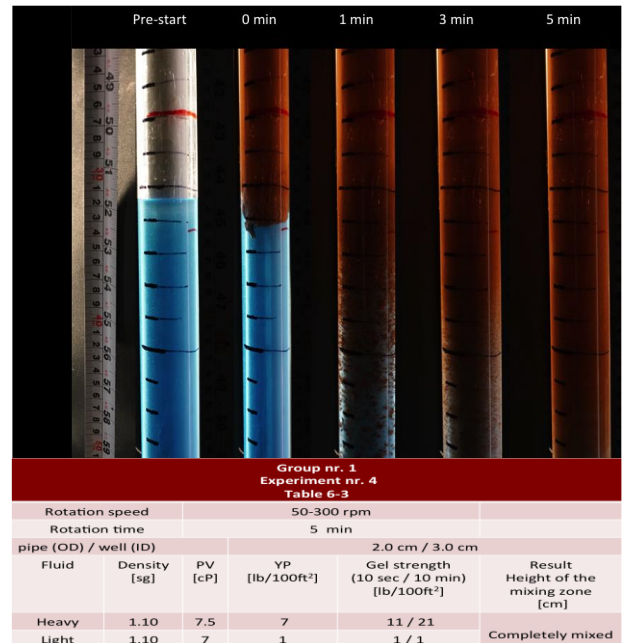 Pre-start 0 min 1 min 3 min 5 min
Group nr. 1
Experiment nr. 4
Table 6-3
Rotation speed 50-300 rpm
Rotation time 5 min
pipe (OD) / well (ID) 2.0 cm / 3.0 cm
Fluid Density [sg] PV [cP] YP [lb/100ft²] Gel strength (10 sec / 10 min) [lb/100ft²] Result Height of the mixing zone [cm]
Heavy 1.10 7.5 7 11 / 21
Light 1.10 7 1 1 / 1 Completely mixed